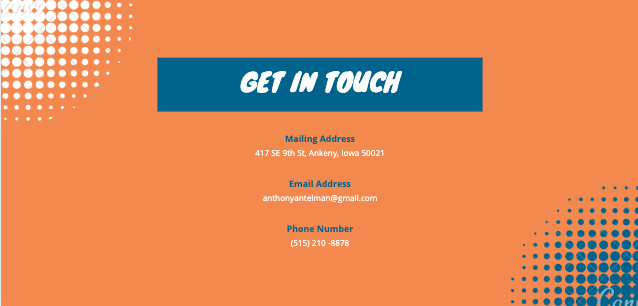 GET IN TOUCH
Mailing Address
417 SE 9th St, Ankeny, Iowa 50021
Email Address
anthonyanteiman@gmail.com
Phone Number
(515) 210 -8878